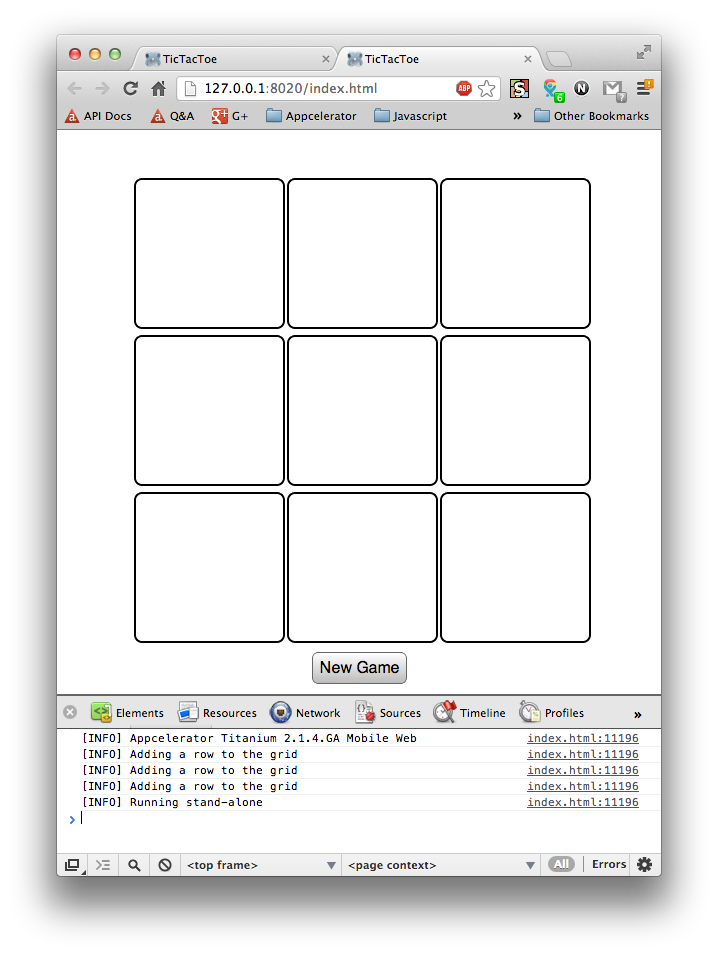 TicTacToe TicTacToe
127.0.0.1:8020/index.html ABP S 6 N ?
API Docs Q&A G+ Appcelerator Javascript » Other Bookmarks
New Game
Elements Resources Network Sources Timeline Profiles »
[INFO] Appcelerator Titanium 2.1.4.GA Mobile Web index.html:11196
[INFO] Adding a row to the grid index.html:11196
[INFO] Adding a row to the grid index.html:11196
[INFO] Adding a row to the grid index.html:11196
[INFO] Running stand-alone index.html:11196
<top frame> <page context> All Errors